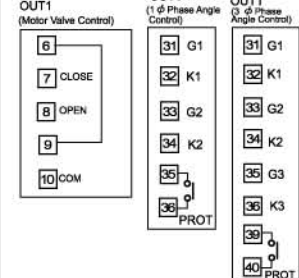 OUT1
(Motor Valve Control)
6
7 CLOSE
8 OPEN
9
10 COM
OUT1
(1 ϕ Phase Angle
Control)
31 G1
32 K1
33 G2
34 K2
35
36
PROT
OUT1
(3 ϕ Phase
Angle Control)
31 G1
32 K1
33 G2
34 K2
35 G3
36 K3
39
40
PROT